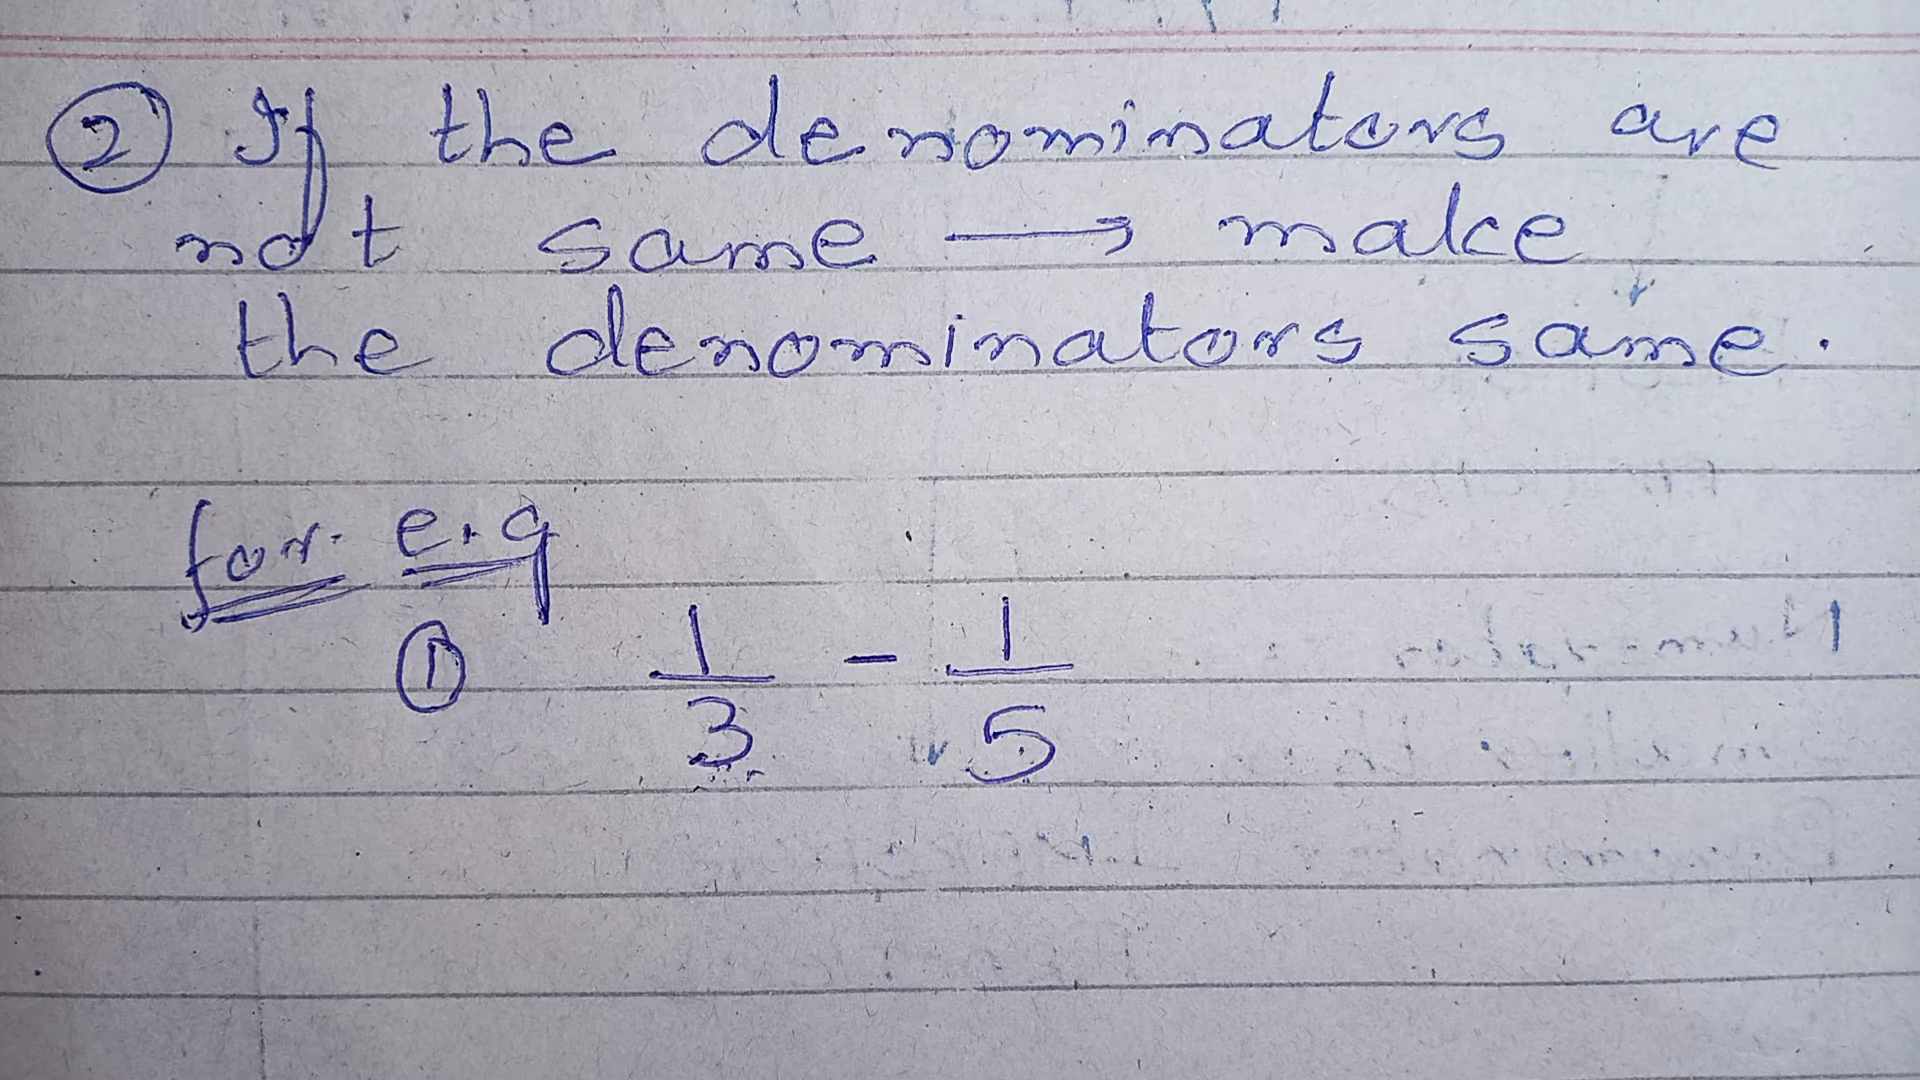 ② If the denominators are
not same → make
the denominators same.
for. e.g
① 1/3 - 1/5